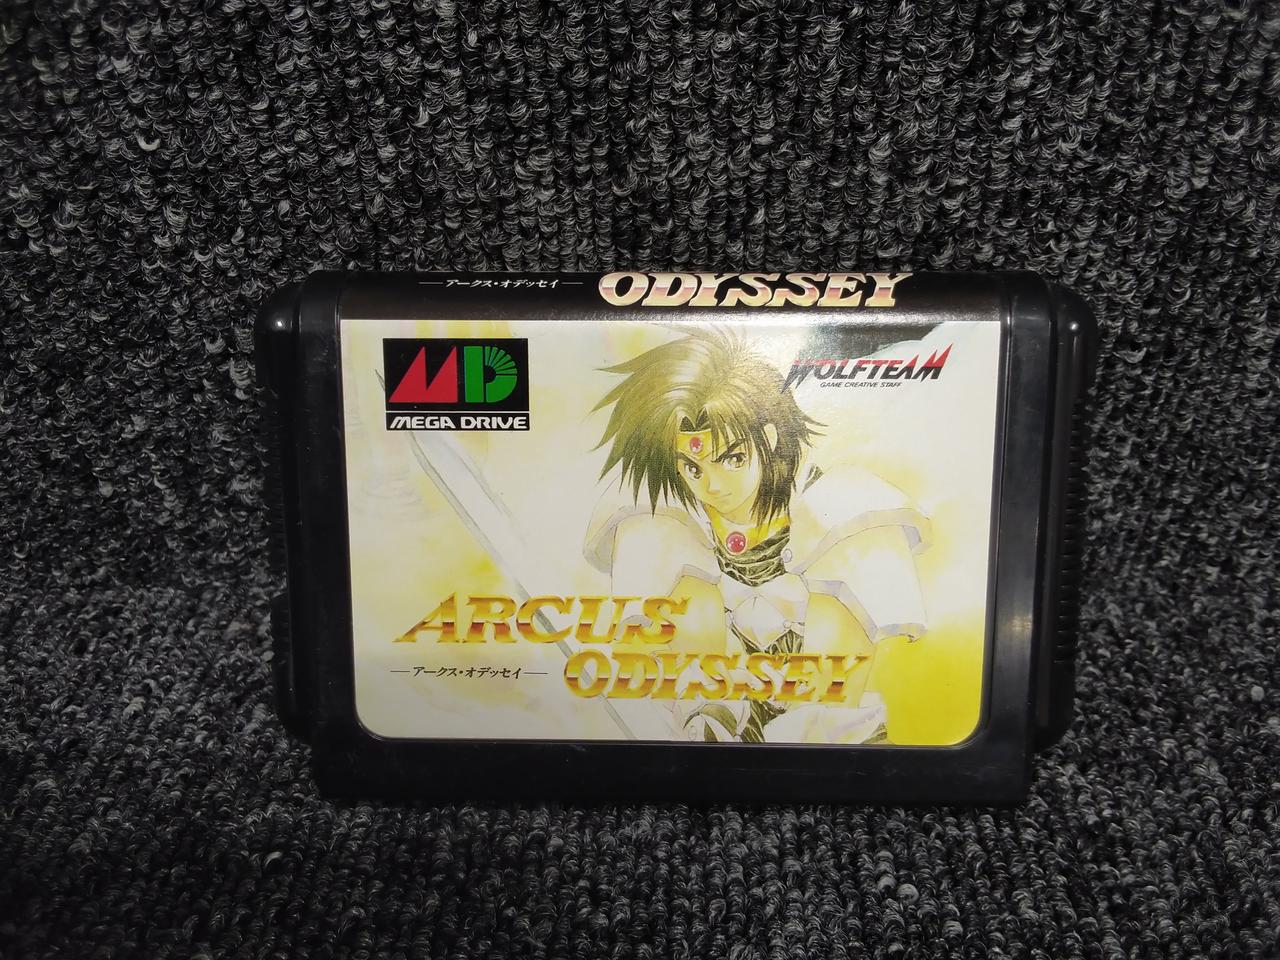 —アークス・オデッセイ— ODYSSEY
MD
MEGA DRIVE
WOLFTEAM
GAME CREATIVE STAFF
ARCUS
—アークス・オデッセイ— ODYSSEY